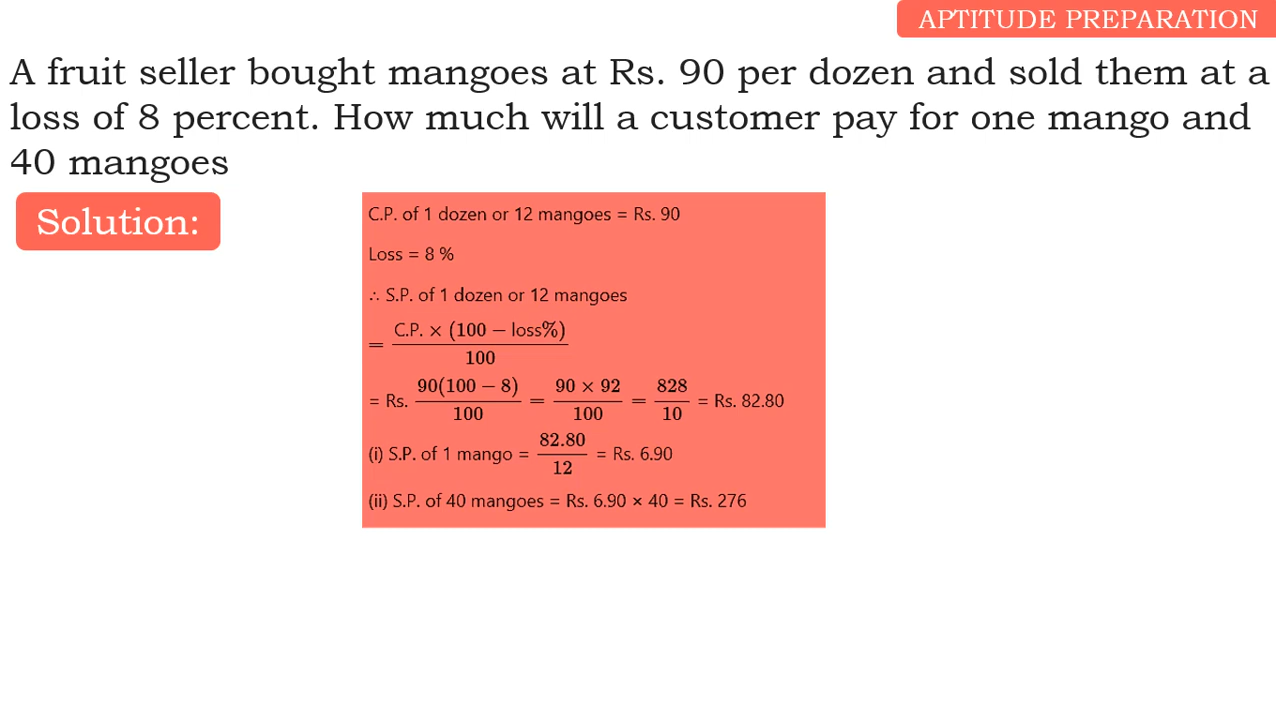 APTITUDE PREPARATION
A fruit seller bought mangoes at Rs. 90 per dozen and sold them at a
loss of 8 percent. How much will a customer pay for one mango and
40 mangoes
Solution:
C.P. of 1 dozen or 12 mangoes = Rs. 90
Loss = 8 %
∴ S.P. of 1 dozen or 12 mangoes
= C.P. × (100 − loss%) / 100
= Rs. 90(100 − 8) / 100 = 90 × 92 / 100 = 828 / 10 = Rs. 82.80
(i) S.P. of 1 mango = 82.80 / 12 = Rs. 6.90
(ii) S.P. of 40 mangoes = Rs. 6.90 × 40 = Rs. 276